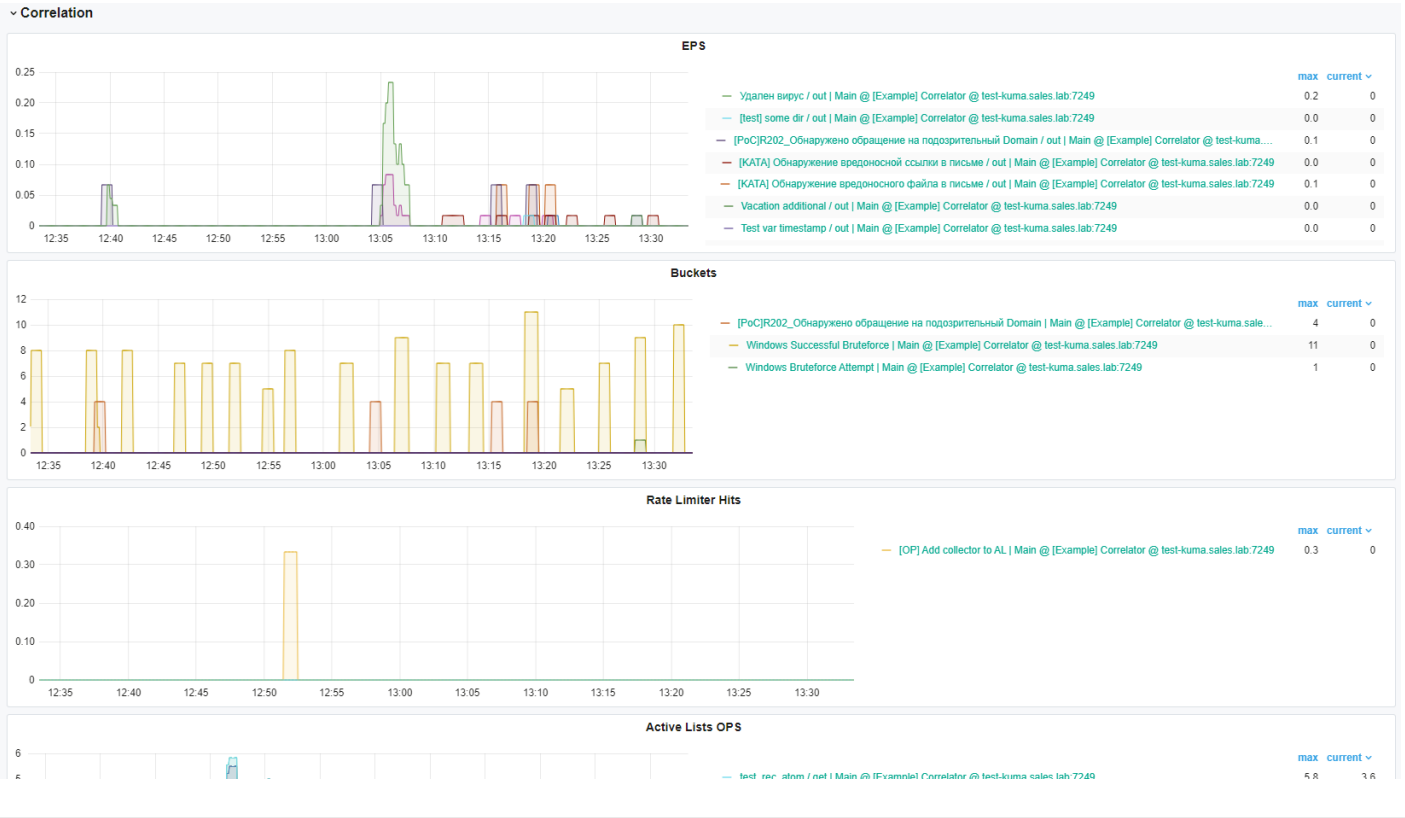 Correlation
EPS
max current
0.25
0.20
0.15
0.10
0.05
0
12:35 12:40 12:45 12:50 12:55 13:00 13:05 13:10 13:15 13:20 13:25 13:30
Удален вирус / out | Main @ [Example] Correlator @ test-kuma.sales.lab:7249 0.2 0
[test] some dir / out | Main @ [Example] Correlator @ test-kuma.sales.lab:7249 0.0 0
[PoC]R202_Обнаружено обращение на подозрительный Domain / out | Main @ [Example] Correlator @ test-kuma.... 0.1 0
[KATA] Обнаружение вредоносной ссылки в письме / out | Main @ [Example] Correlator @ test-kuma.sales.lab:7249 0.0 0
[KATA] Обнаружение вредоносного файла в письме / out | Main @ [Example] Correlator @ test-kuma.sales.lab:7249 0.1 0
Vacation additional / out | Main @ [Example] Correlator @ test-kuma.sales.lab:7249 0.0 0
Test var timestamp / out | Main @ [Example] Correlator @ test-kuma.sales.lab:7249 0.0 0
Buckets
max current
12
10
8
6
4
2
0
12:35 12:40 12:45 12:50 12:55 13:00 13:05 13:10 13:15 13:20 13:25 13:30
[PoC]R202_Обнаружено обращение на подозрительный Domain | Main @ [Example] Correlator @ test-kuma.sale... 4 0
Windows Successful Bruteforce | Main @ [Example] Correlator @ test-kuma.sales.lab:7249 11 0
Windows Bruteforce Attempt | Main @ [Example] Correlator @ test-kuma.sales.lab:7249 1 0
Rate Limiter Hits
max current
0.40
0.30
0.20
0.10
0
12:35 12:40 12:45 12:50 12:55 13:00 13:05 13:10 13:15 13:20 13:25 13:30
[OP] Add collector to AL | Main @ [Example] Correlator @ test-kuma.sales.lab:7249 0.3 0
Active Lists OPS
max current
6
5
test_rec_atom / get | Main @ [Example] Correlator @ test-kuma.sales.lab:7249 5.8 3.6